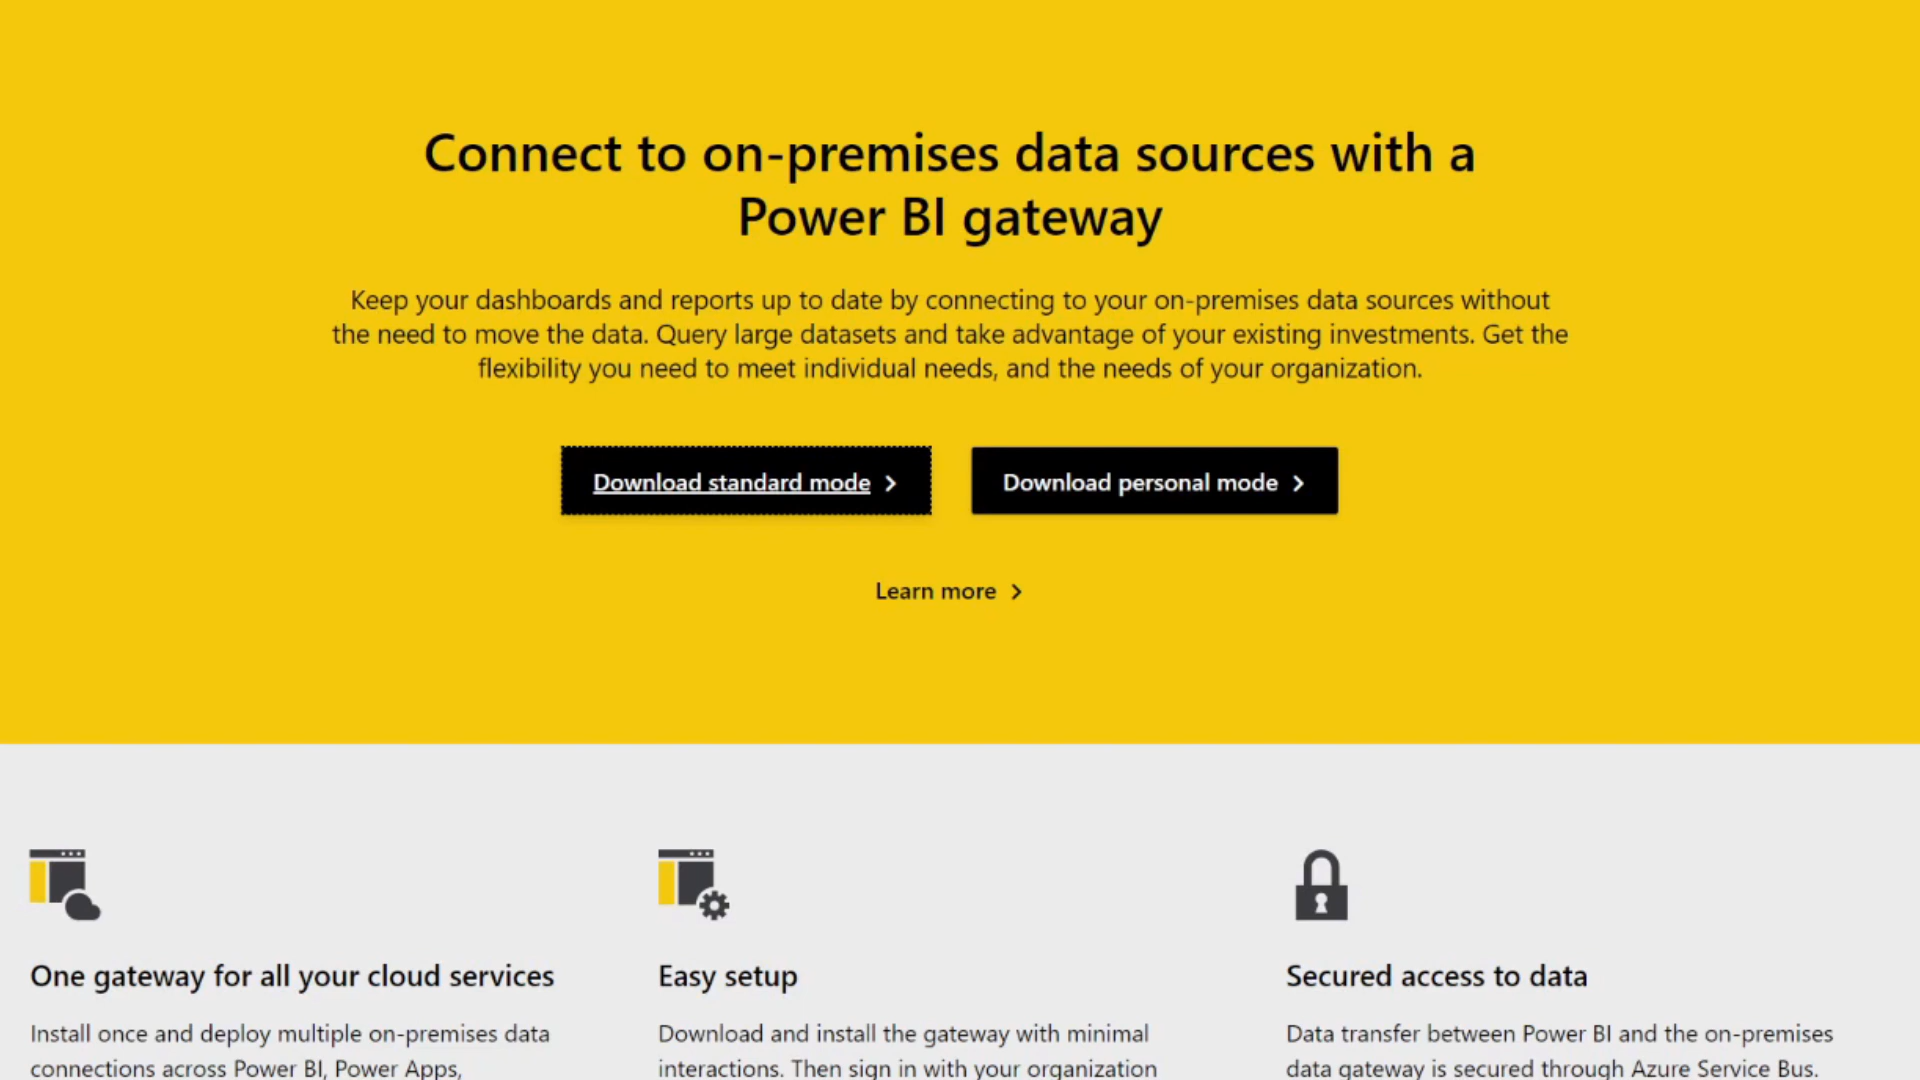 Connect to on-premises data sources with a
Power BI gateway
Keep your dashboards and reports up to date by connecting to your on-premises data sources without
the need to move the data. Query large datasets and take advantage of your existing investments. Get the
flexibility you need to meet individual needs, and the needs of your organization.
Download standard mode
Download personal mode
Learn more
One gateway for all your cloud services
Install once and deploy multiple on-premises data
connections across Power BI, Power Apps,
Easy setup
Download and install the gateway with minimal
interactions. Then sign in with your organization
Secured access to data
Data transfer between Power BI and the on-premises
data gateway is secured through Azure Service Bus.